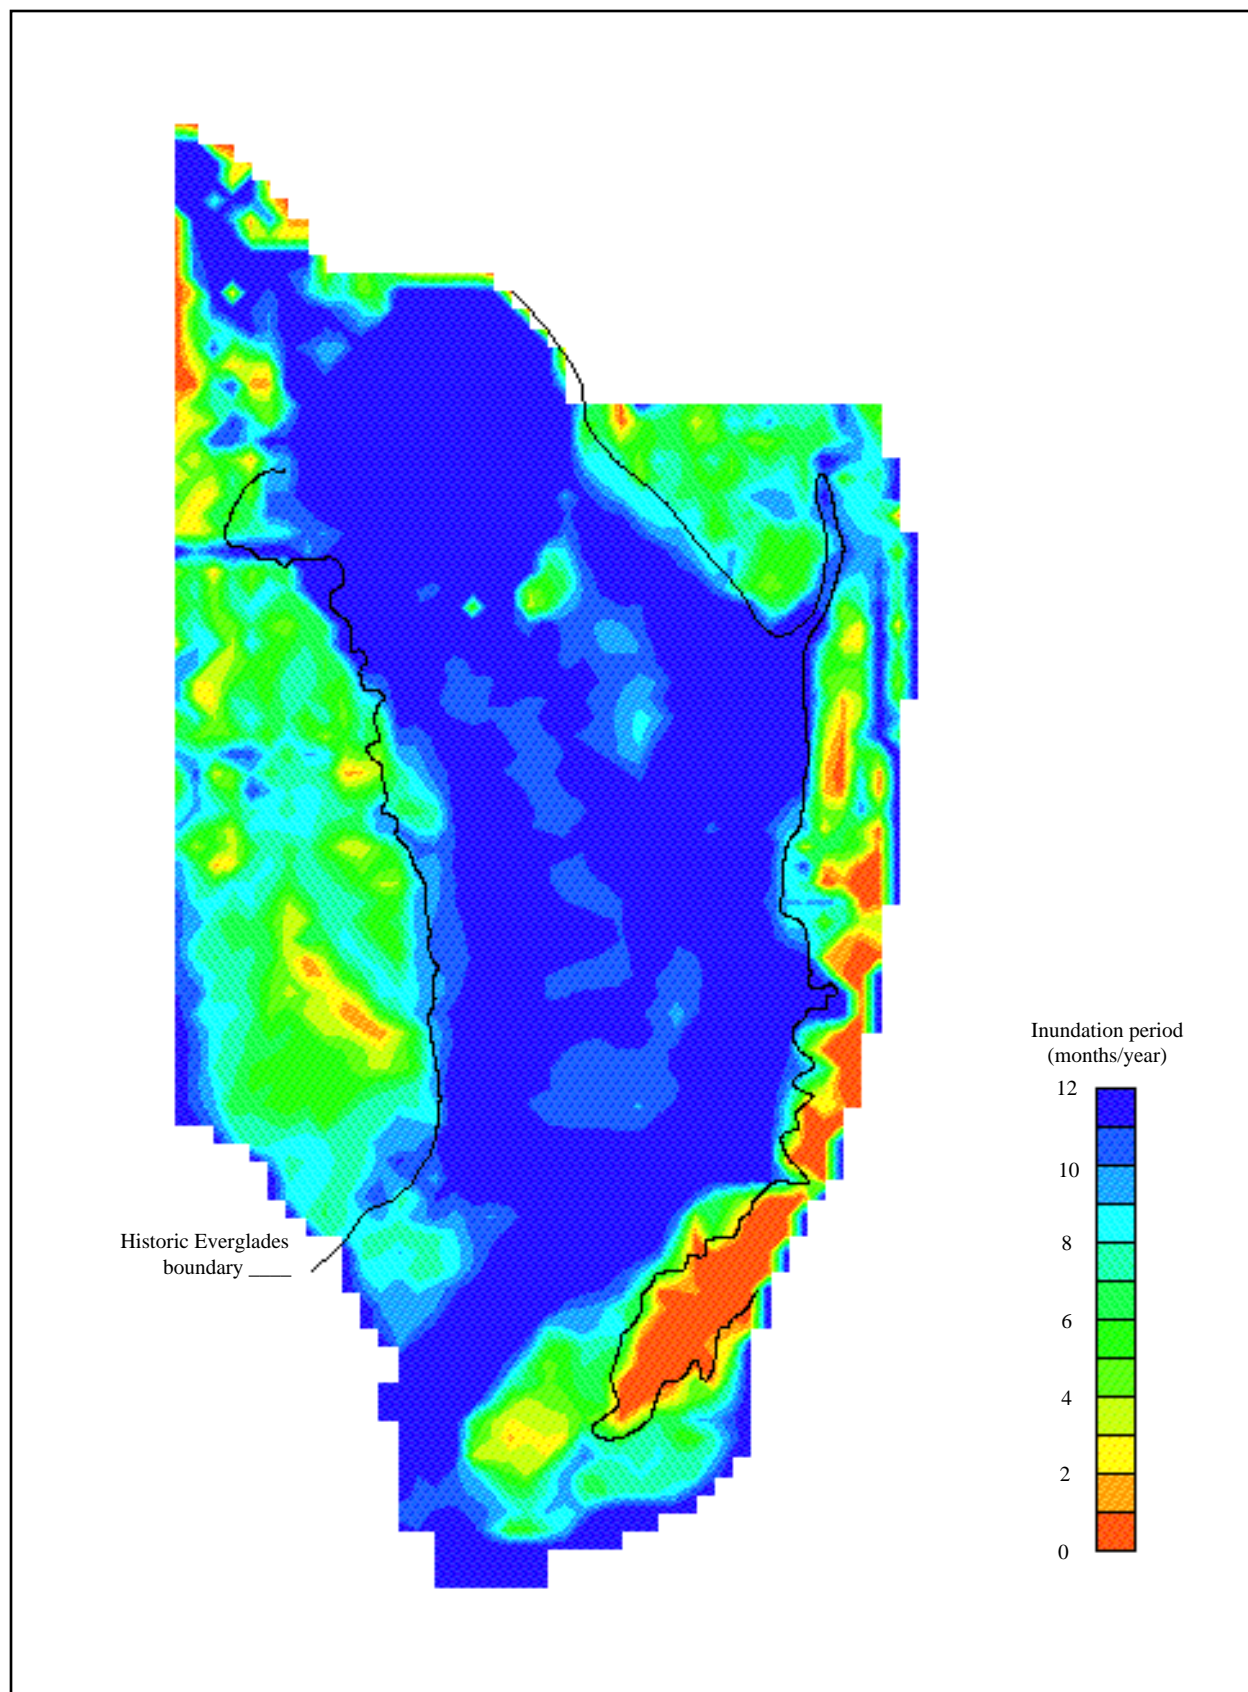 Inundation period
(months/year)
12
10
8
6
4
2
0
Historic Everglades
boundary ____